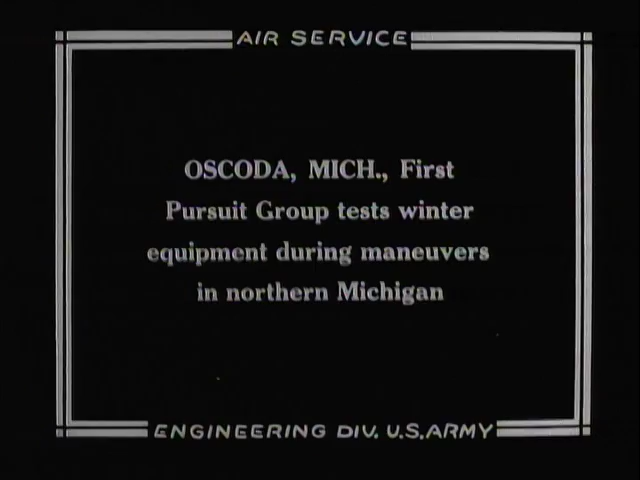 AIR SERVICE
OSCODA, MICH., First
Pursuit Group tests winter
equipment during maneuvers
in northern Michigan
ENGINEERING DIV. U.S. ARMY